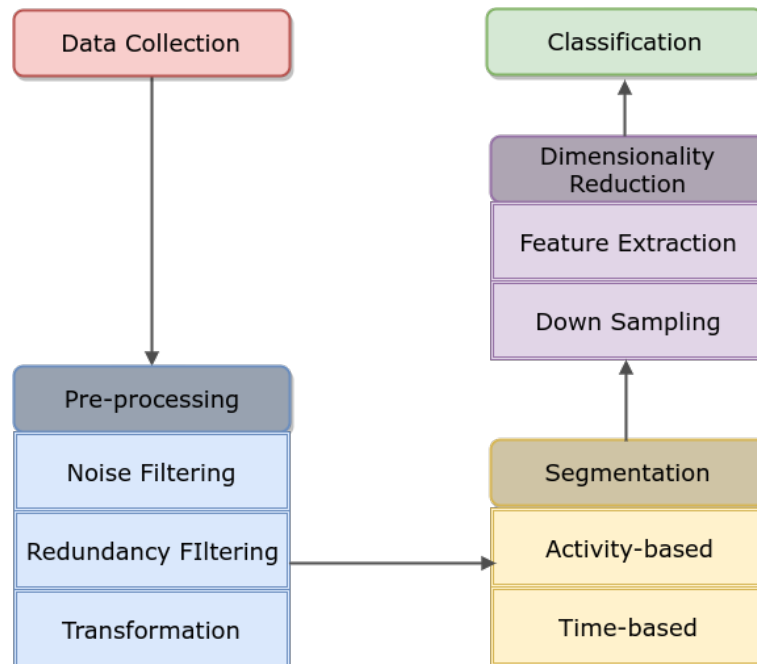 Data Collection
Classification
Dimensionality
Reduction
Feature Extraction
Down Sampling
Pre-processing
Noise Filtering
Redundancy FIltering
Transformation
Segmentation
Activity-based
Time-based